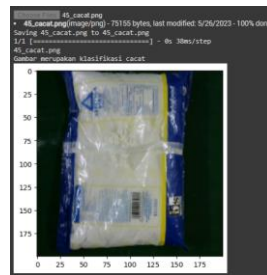 45_cacat.png
• 45_cacat.png(image/png) - 75155 bytes, last modified: 5/26/2023 - 100% done
Saving 45_cacat.png to 45_cacat.png
1/1 [==============================] - 0s 38ms/step
45_cacat.png
Gambar merupakan klasifikasi cacat
0
25
50
75
100
125
150
175
0 25 50 75 100 125 150 175